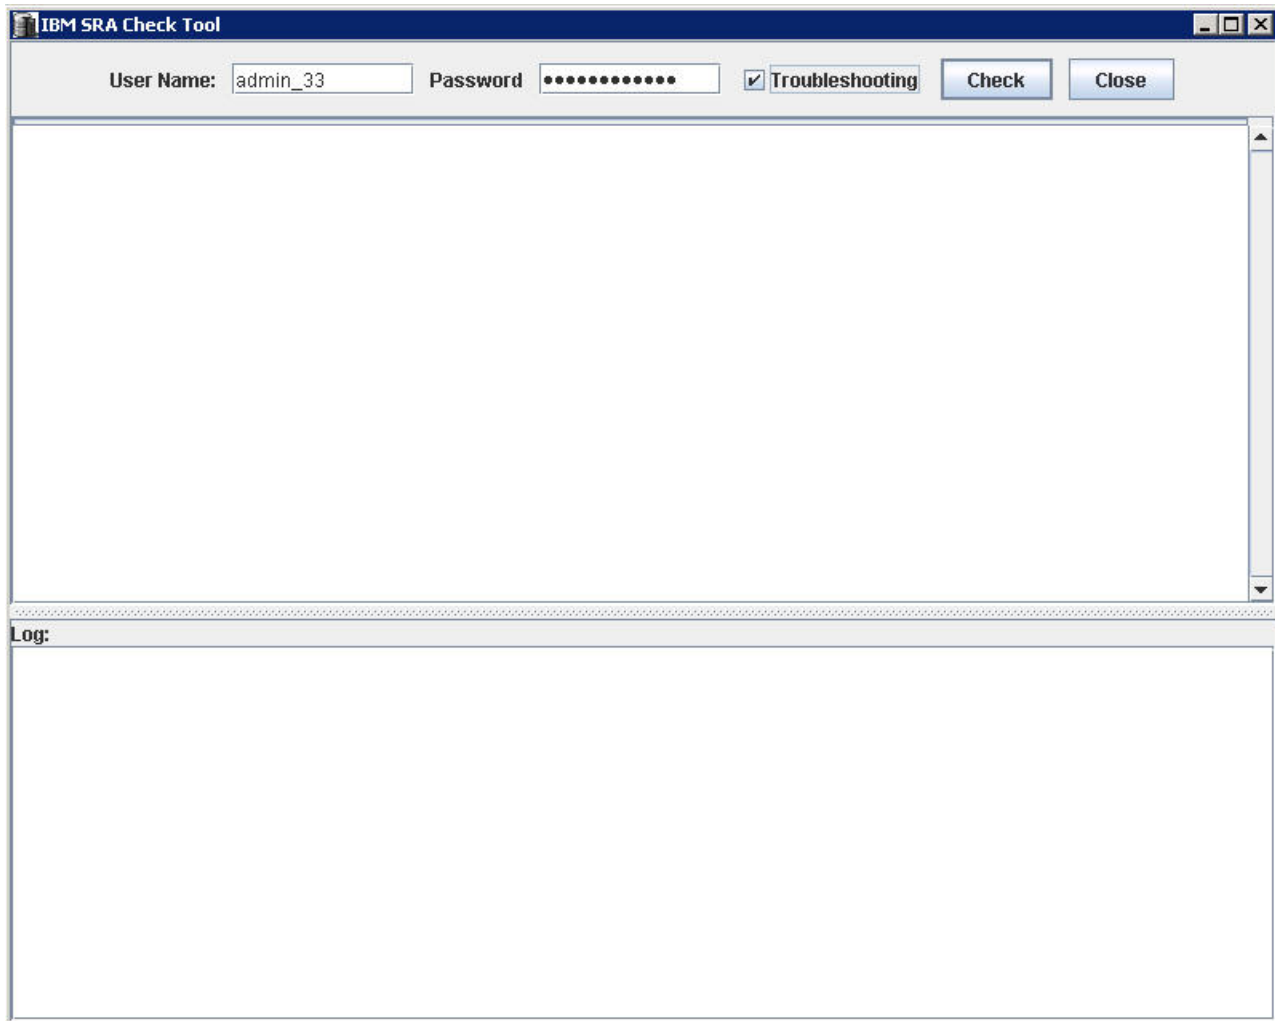 IBM SRA Check Tool
User Name: admin_33 Password •••••••••••• Troubleshooting Check Close
Log: